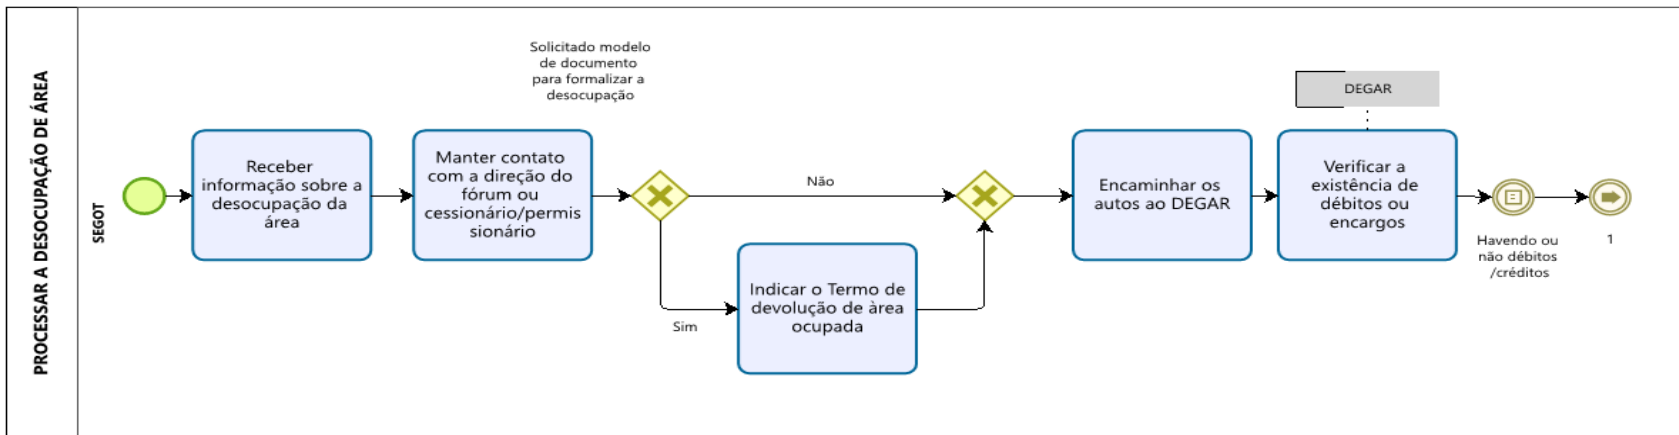 PROCESSAR A DESOCUPAÇÃO DE ÁREA
SEGOT
Receber
informação sobre a
desocupação da
área
Manter contato
com a direção do
fórum ou
cessionário/permis
sionário
Solicitado modelo
de documento
para formalizar a
desocupação
Não
Sim
Indicar o Termo de
devolução de àrea
ocupada
Encaminhar os
autos ao DEGAR
DEGAR
Verificar a
existência de
débitos ou
encargos
Havendo ou
não débitos
/créditos
1